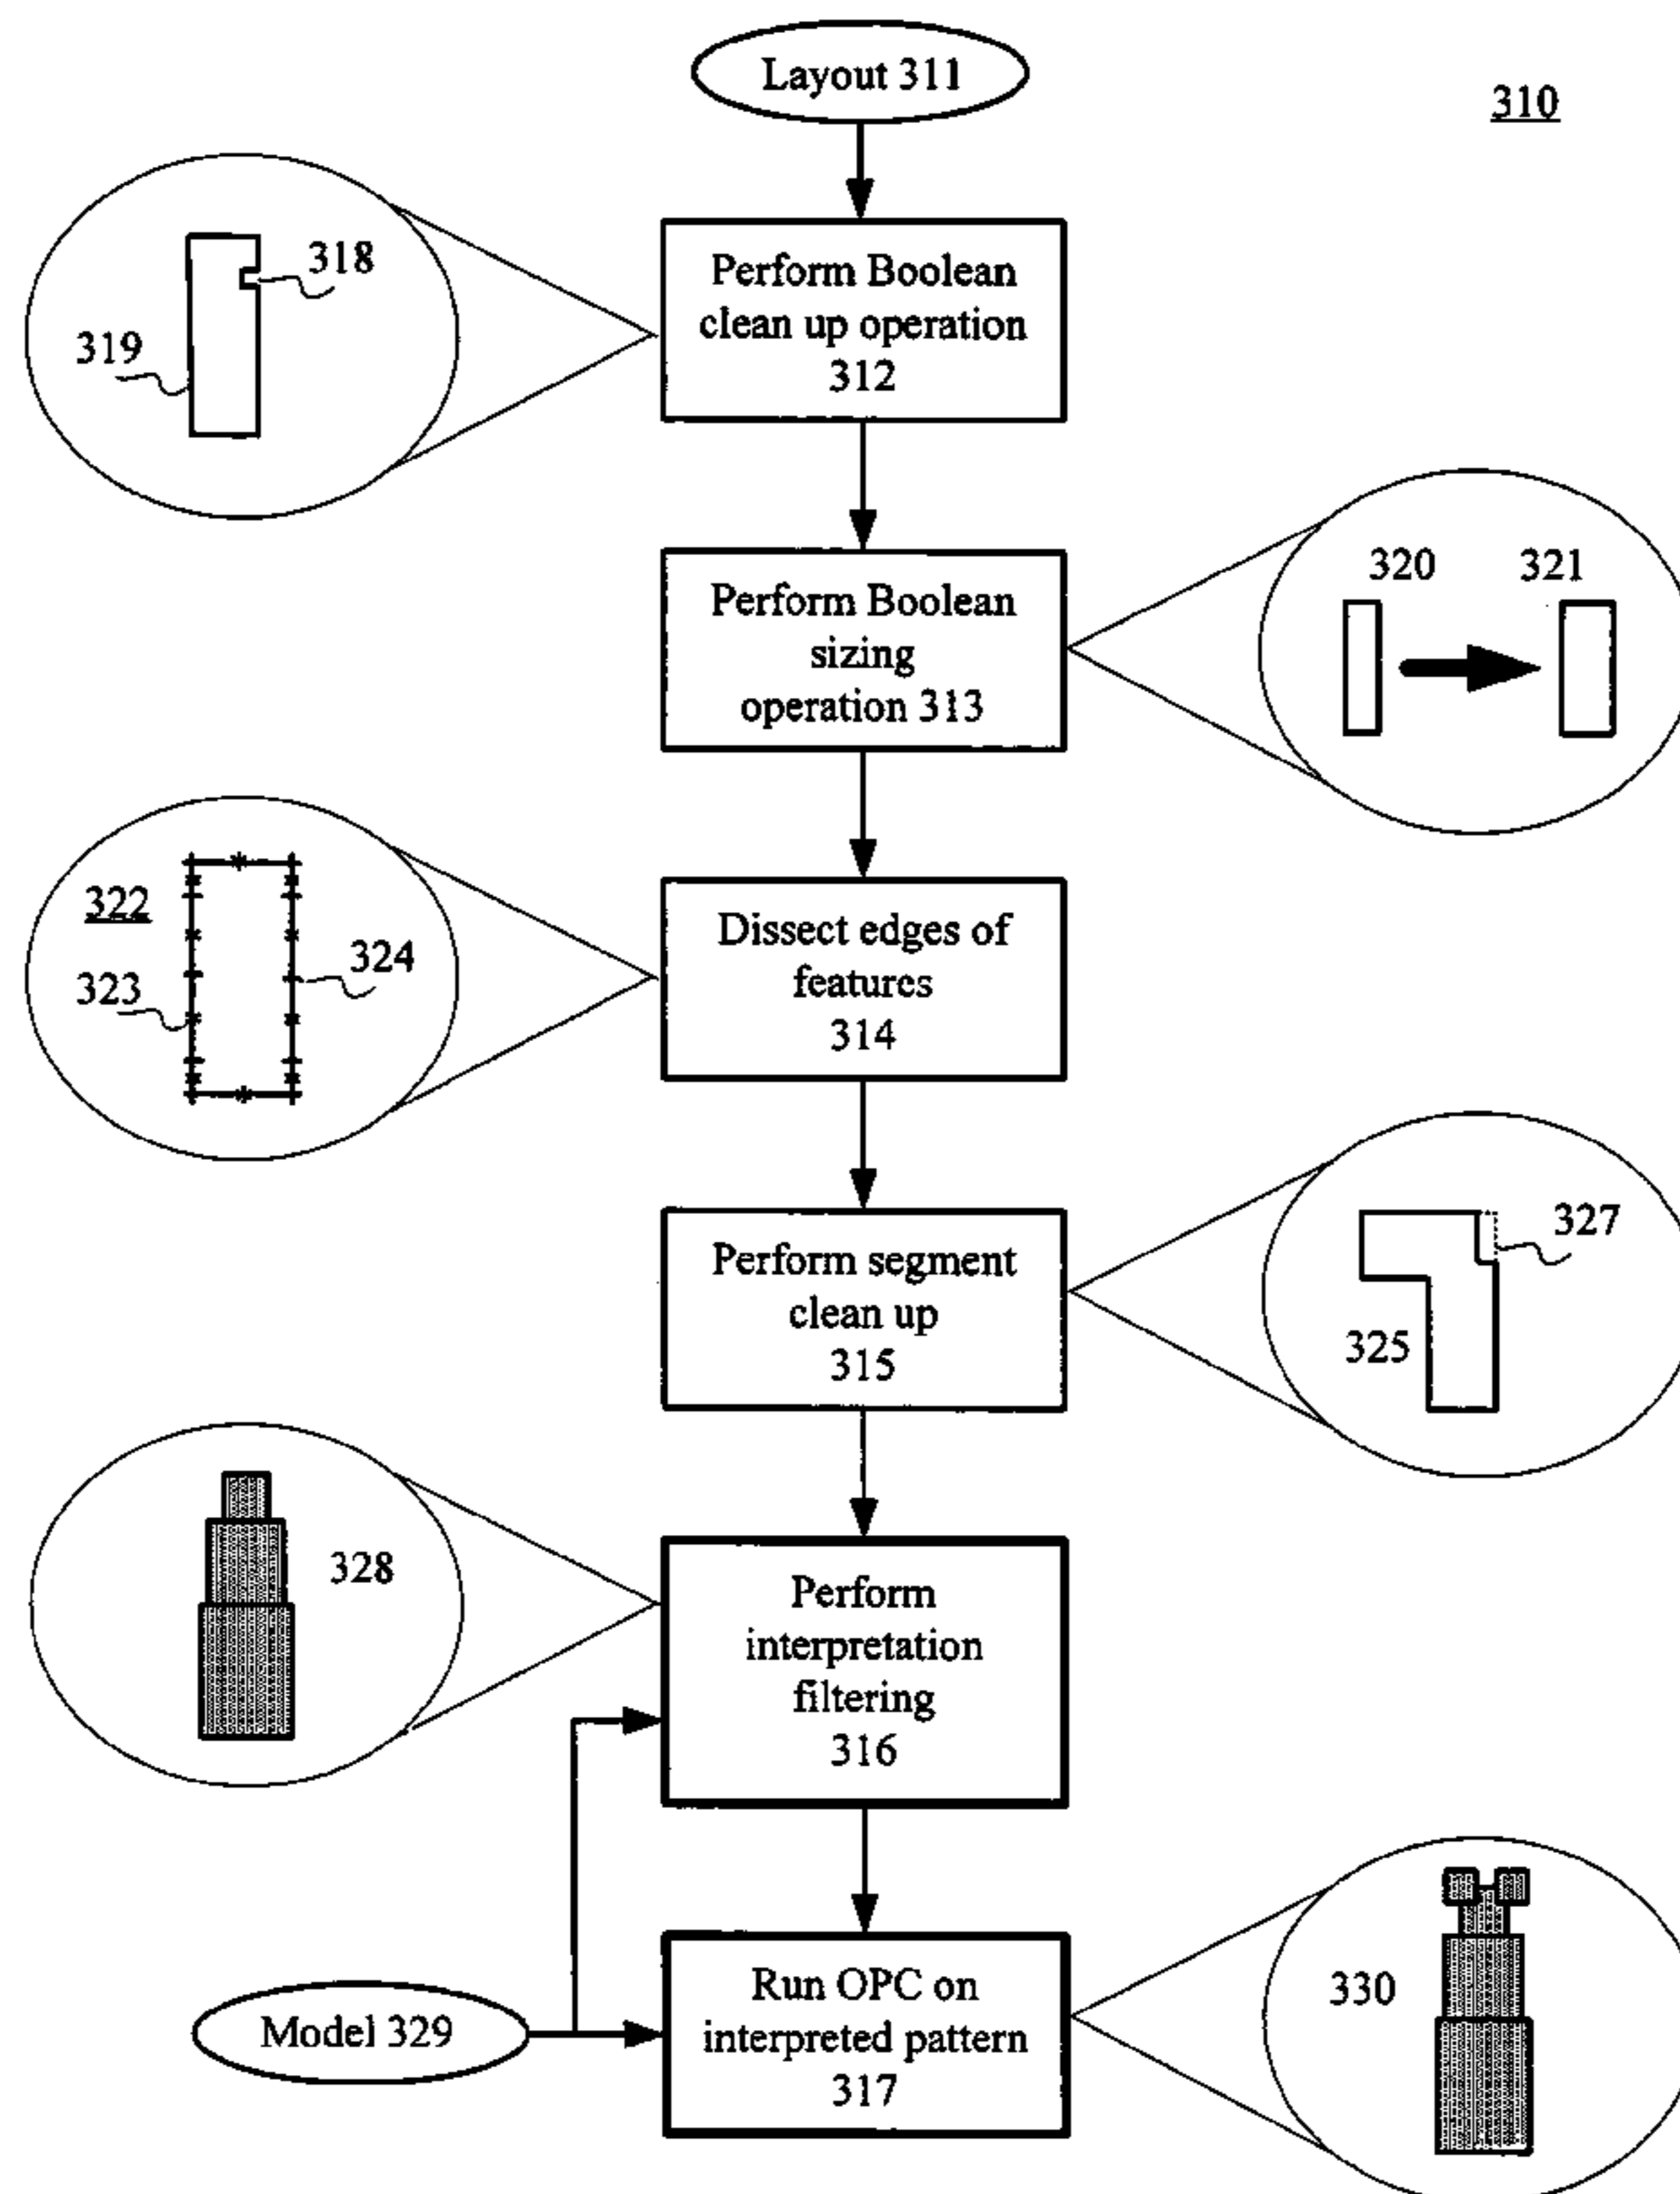 Layout 311
310
318
319
Perform Boolean
clean up operation
312
320
321
Perform Boolean
sizing
operation 313
322
323
324
Dissect edges of
features
314
327
325
Perform segment
clean up
315
328
Perform
interpretation
filtering
316
330
Model 329
Run OPC on
interpreted pattern
317